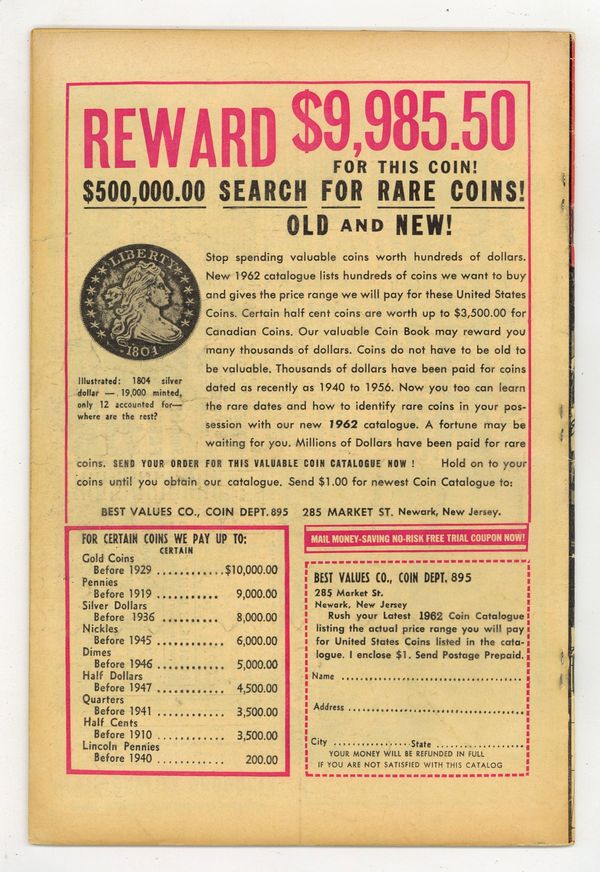 REWARD $9,985.50
FOR THIS COIN!
$500,000.00 SEARCH FOR RARE COINS!
OLD AND NEW!
LIBERTY
1804
Illustrated: 1804 silver
dollar — 19,000 minted,
only 12 accounted for—
where are the rest?
Stop spending valuable coins worth hundreds of dollars.
New 1962 catalogue lists hundreds of coins we want to buy
and gives the price range we will pay for these United States
Coins. Certain half cent coins are worth up to $3,500.00 for
Canadian Coins. Our valuable Coin Book may reward you
many thousands of dollars. Coins do not have to be old to
be valuable. Thousands of dollars have been paid for coins
dated as recently as 1940 to 1956. Now you too can learn
the rare dates and how to identify rare coins in your pos-
session with our new 1962 catalogue. A fortune may be
waiting for you. Millions of Dollars have been paid for rare
coins. SEND YOUR ORDER FOR THIS VALUABLE COIN CATALOGUE NOW ! Hold on to your
coins until you obtain our catalogue. Send $1.00 for newest Coin Catalogue to:
BEST VALUES CO., COIN DEPT. 895 285 MARKET ST. Newark, New Jersey.
FOR CERTAIN COINS WE PAY UP TO:
CERTAIN
Gold Coins
Before 1929 ............$10,000.00
Pennies
Before 1919 ........... 9,000.00
Silver Dollars
Before 1936 ........... 8,000.00
Nickles
Before 1945 ............ 6,000.00
Dimes
Before 1946 ............ 5,000.00
Half Dollars
Before 1947 ............ 4,500.00
Quarters
Before 1941 ............ 3,500.00
Half Cents
Before 1910 ............ 3,500.00
Lincoln Pennies
Before 1940 ............ 200.00
MAIL MONEY-SAVING NO-RISK FREE TRIAL COUPON NOW!
BEST VALUES CO., COIN DEPT. 895
285 Market St.
Newark, New Jersey
Rush your Latest 1962 Coin Catalogue
listing the actual price range you will pay
for United States Coins listed in the cata-
logue. I enclose $1. Send Postage Prepaid.
Name ........................................
Address ........................................
City ................ State ....................
YOUR MONEY WILL BE REFUNDED IN FULL
IF YOU ARE NOT SATISFIED WITH THIS CATALOG